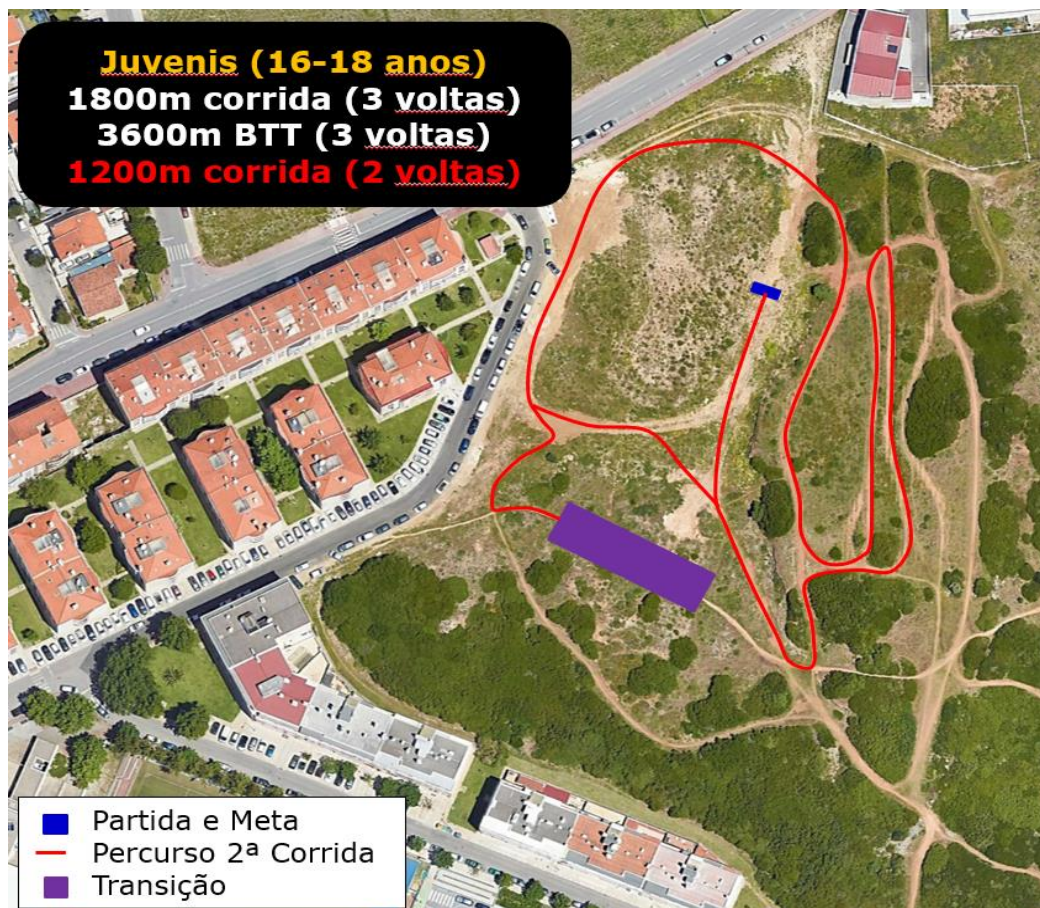 Juvenis (16-18 anos)
1800m corrida (3 voltas)
3600m BTT (3 voltas)
1200m corrida (2 voltas)
Partida e Meta
Percurso 2ª Corrida
Transição